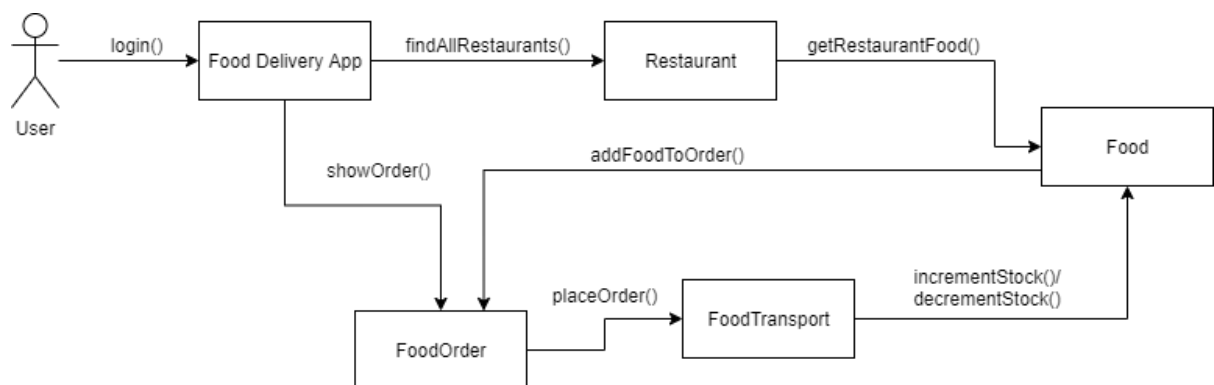 login()
Food Delivery App
findAllRestaurants()
Restaurant
getRestaurantFood()
User
Food
addFoodToOrder()
showOrder()
incrementStock()/
decrementStock()
placeOrder()
FoodTransport
FoodOrder